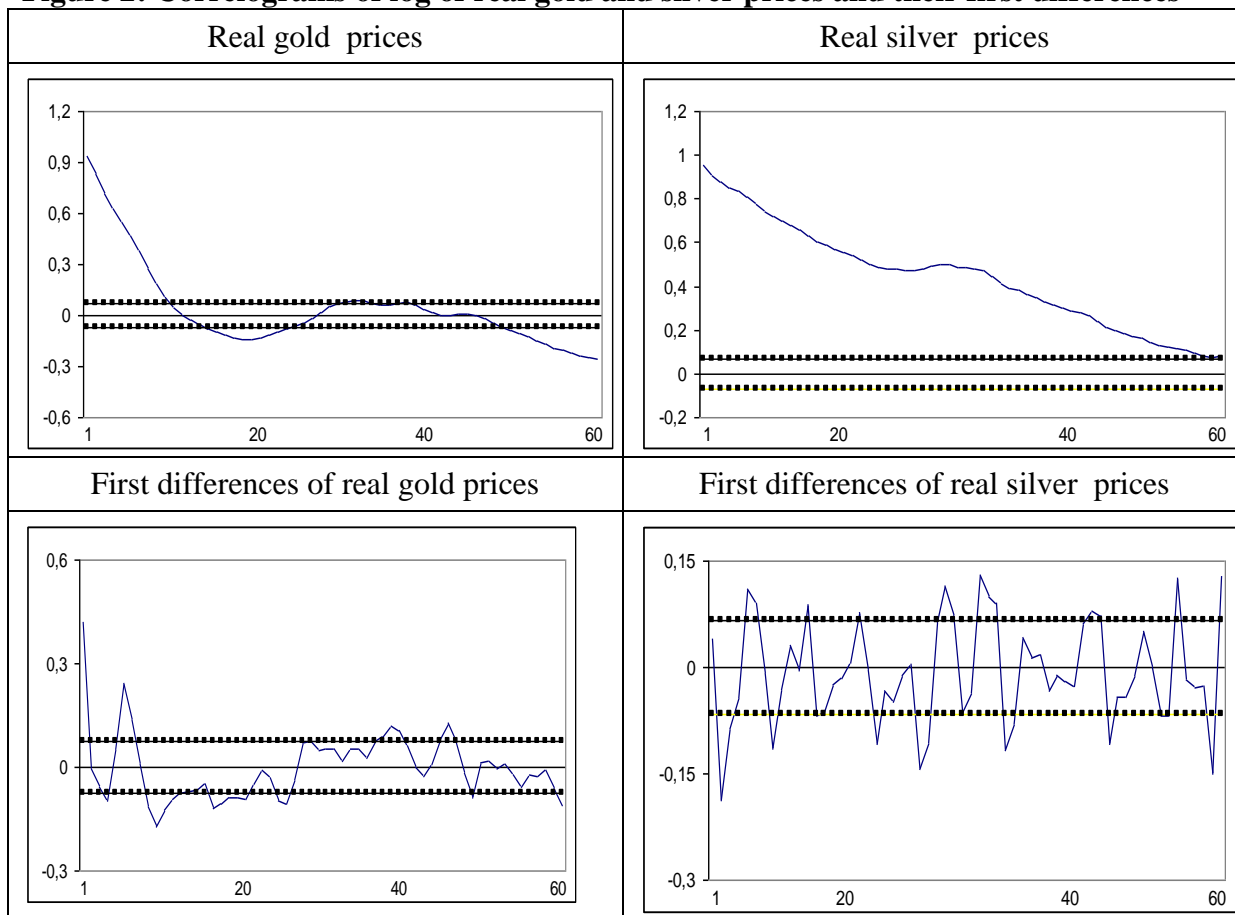 Figure 2: Correlograms of log of real gold and silver prices and their first differences
Real gold prices
Real silver prices
1,2
0,9
0,6
0,3
0
-0,3
-0,6
1 20 40 60
1,2
1
0,8
0,6
0,4
0,2
0
-0,2
1 20 40 60
First differences of real gold prices
First differences of real silver prices
0,6
0,3
0
-0,3
1 20 40 60
0,15
0
-0,15
-0,3
1 20 40 60